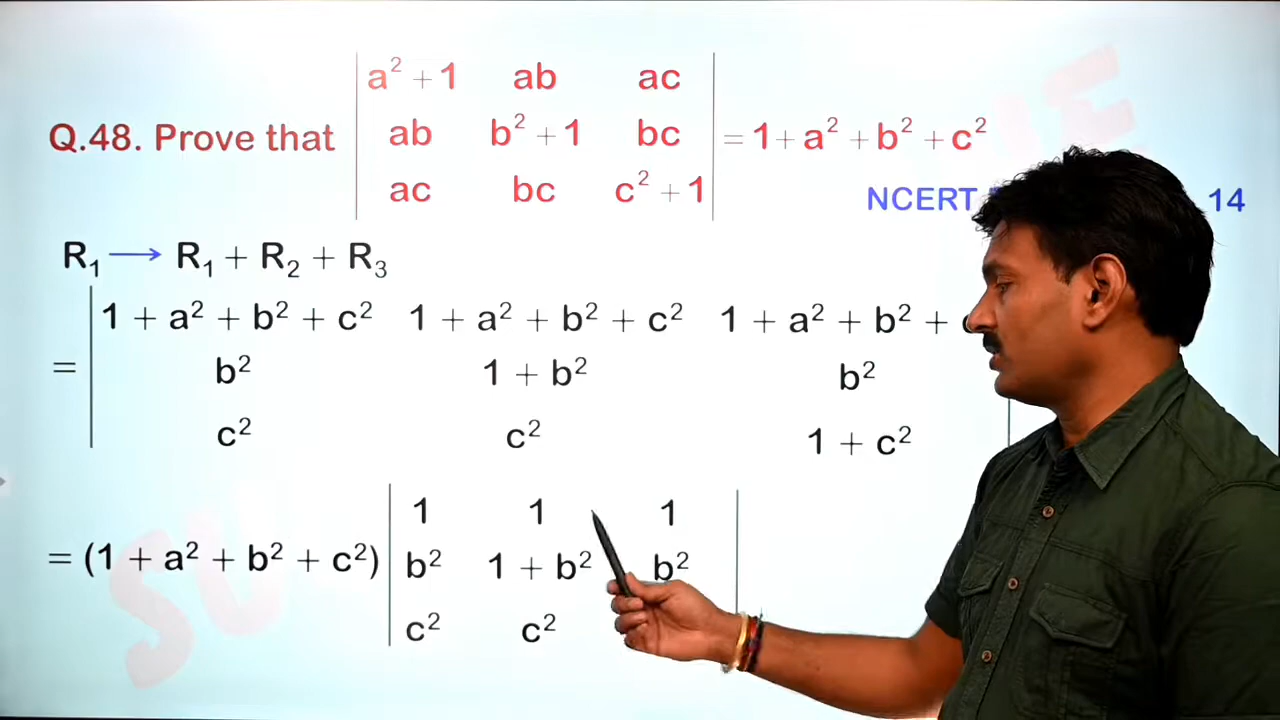 a² + 1 ab ac
Q.48. Prove that ab b² + 1 bc = 1 + a² + b² + c²
ac bc c² + 1
NCERT 14
R₁ → R₁ + R₂ + R₃
1 + a² + b² + c² 1 + a² + b² + c² 1 + a² + b² +
= b² 1 + b² b²
c² c² 1 + c²
1 1 1
= (1 + a² + b² + c²) b² 1 + b² b²
c² c²